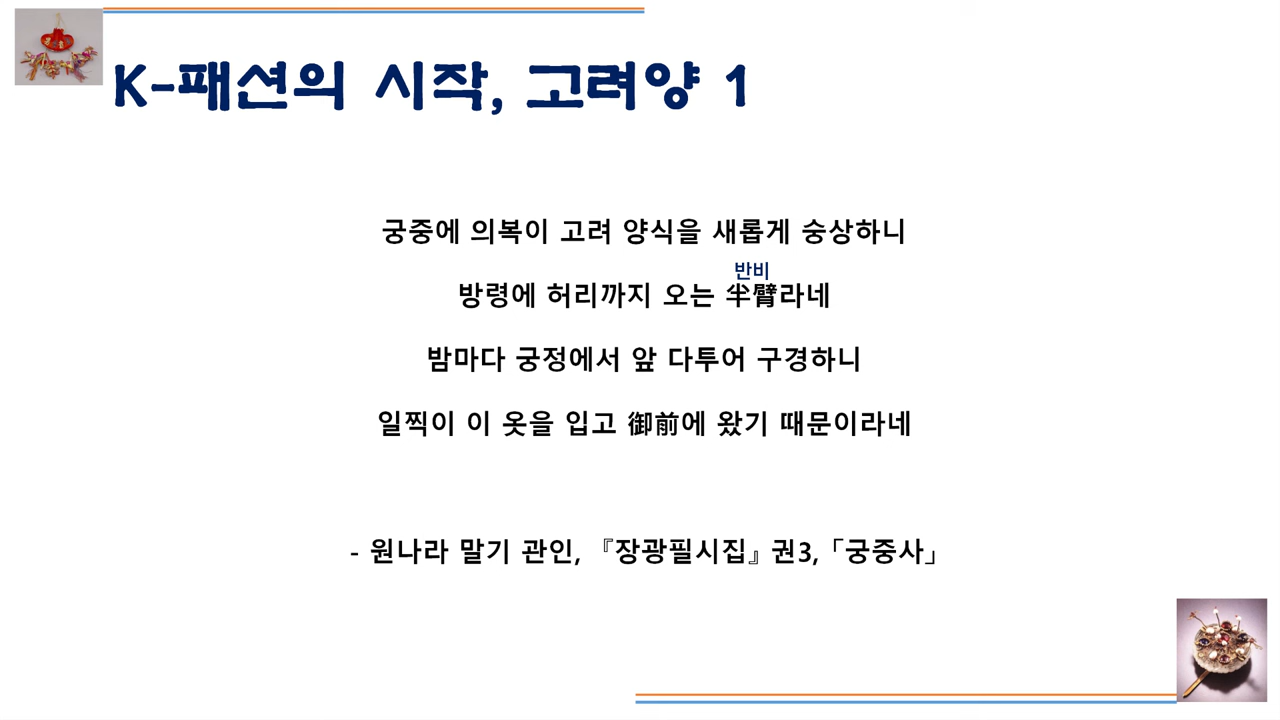 K-패션의 시작, 고려양 1
궁중에 의복이 고려 양식을 새롭게 숭상하니
반비
방령에 허리까지 오는 半臂라네
밤마다 궁정에서 앞 다투어 구경하니
일찍이 이 옷을 입고 御前에 왔기 때문이라네
- 원나라 말기 관인, 『장광필시집』 권3, 「궁중사」